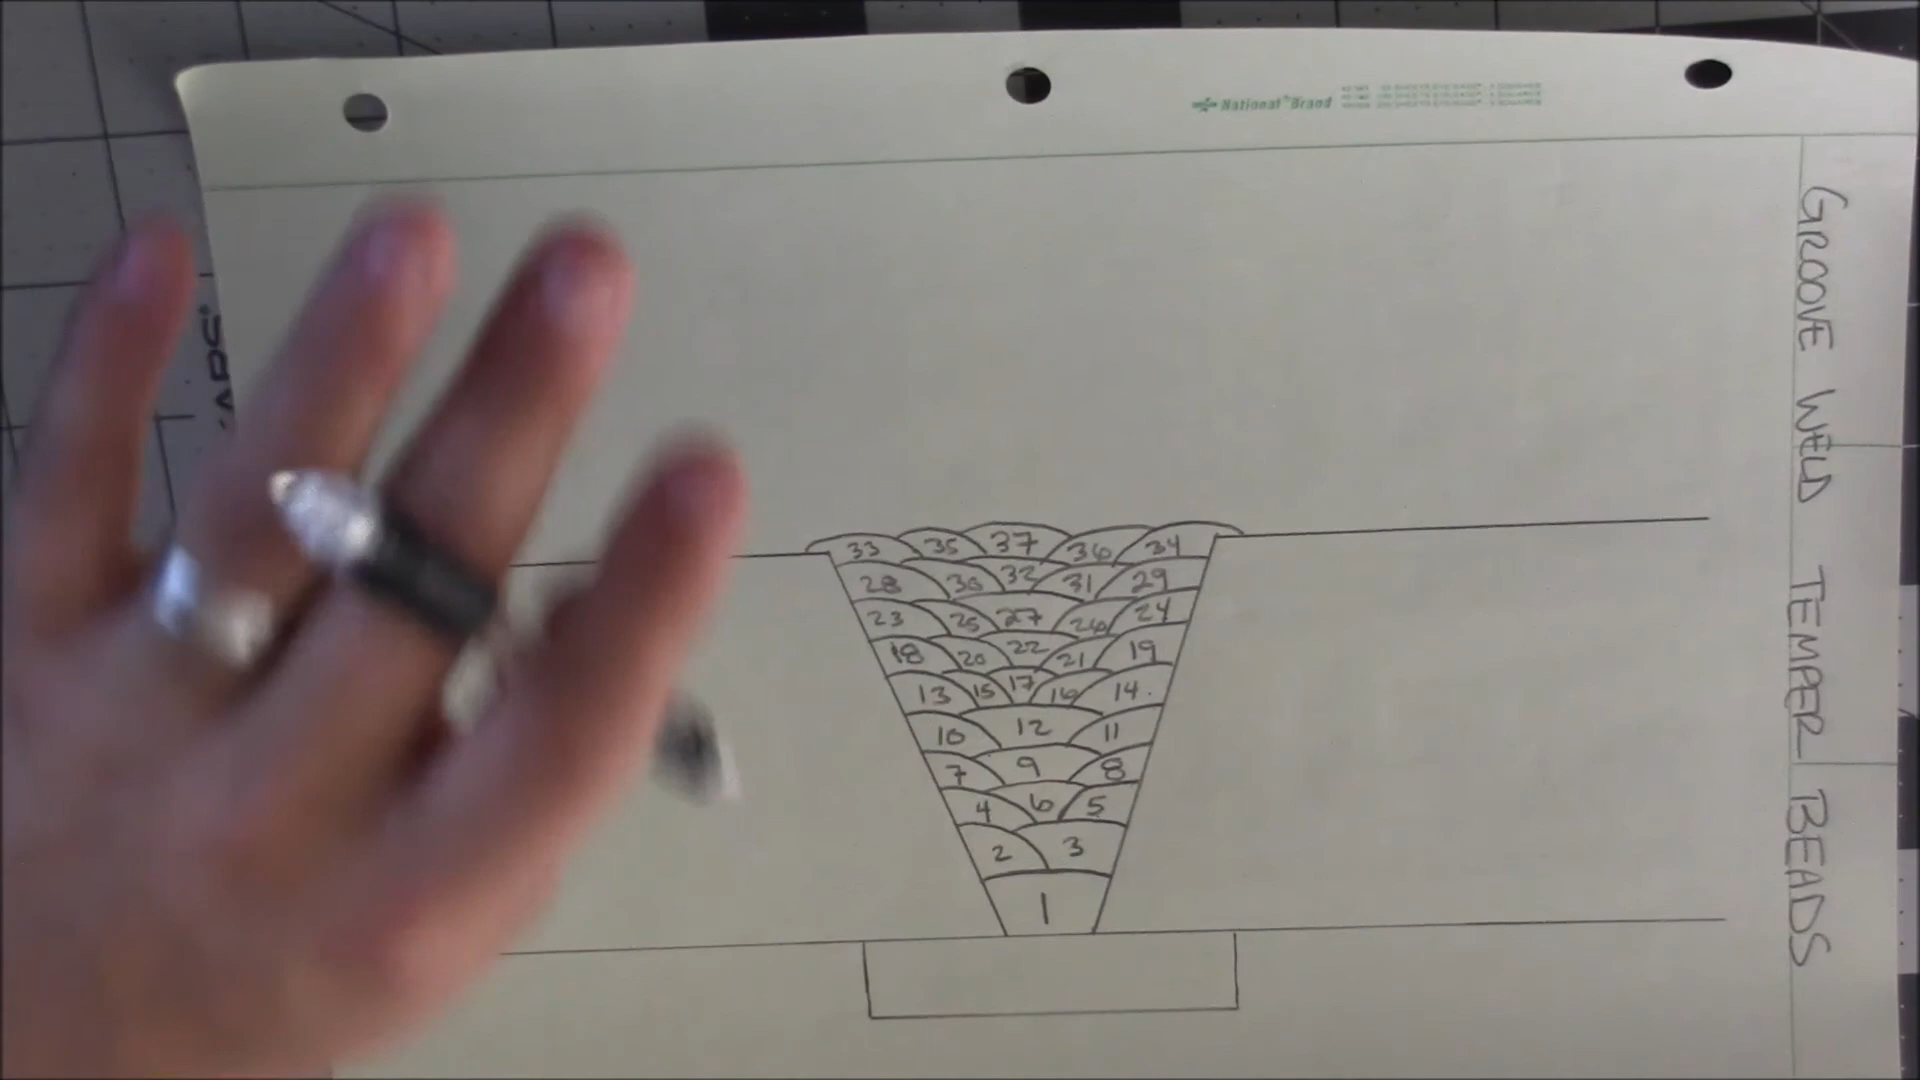 National Brand
33 35 37 36 34
28 30 32 31 29
23 25 27 26 24
18 20 22 21 19
13 15 17 16 14.
10 12 11
7 9 8
4 6 5
2 3
1
GROOVE WELD TEMPER BEADS